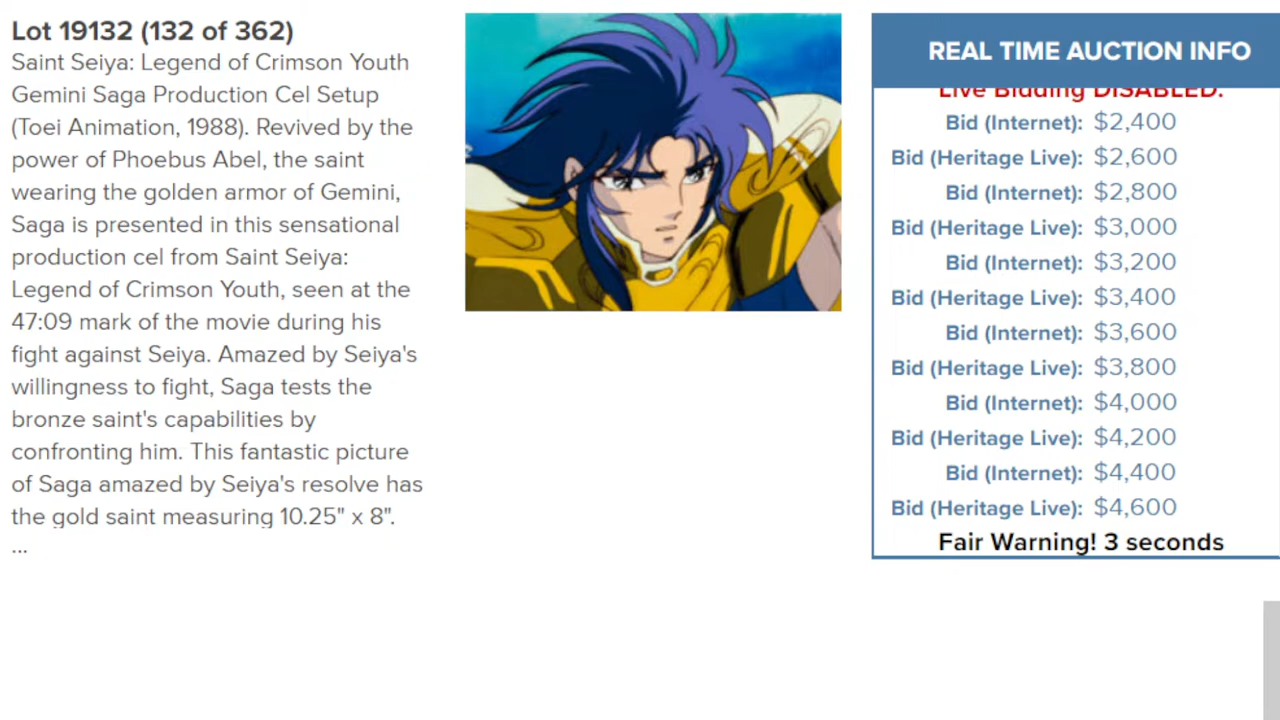 Lot 19132 (132 of 362)
Saint Seiya: Legend of Crimson Youth
Gemini Saga Production Cel Setup
(Toei Animation, 1988). Revived by the
power of Phoebus Abel, the saint
wearing the golden armor of Gemini,
Saga is presented in this sensational
production cel from Saint Seiya:
Legend of Crimson Youth, seen at the
47:09 mark of the movie during his
fight against Seiya. Amazed by Seiya's
willingness to fight, Saga tests the
bronze saint's capabilities by
confronting him. This fantastic picture
of Saga amazed by Seiya's resolve has
the gold saint measuring 10.25" x 8".
...
REAL TIME AUCTION INFO
Live Bidding DISABLED.
Bid (Internet): $2,400
Bid (Heritage Live): $2,600
Bid (Internet): $2,800
Bid (Heritage Live): $3,000
Bid (Internet): $3,200
Bid (Heritage Live): $3,400
Bid (Internet): $3,600
Bid (Heritage Live): $3,800
Bid (Internet): $4,000
Bid (Heritage Live): $4,200
Bid (Internet): $4,400
Bid (Heritage Live): $4,600
Fair Warning! 3 seconds